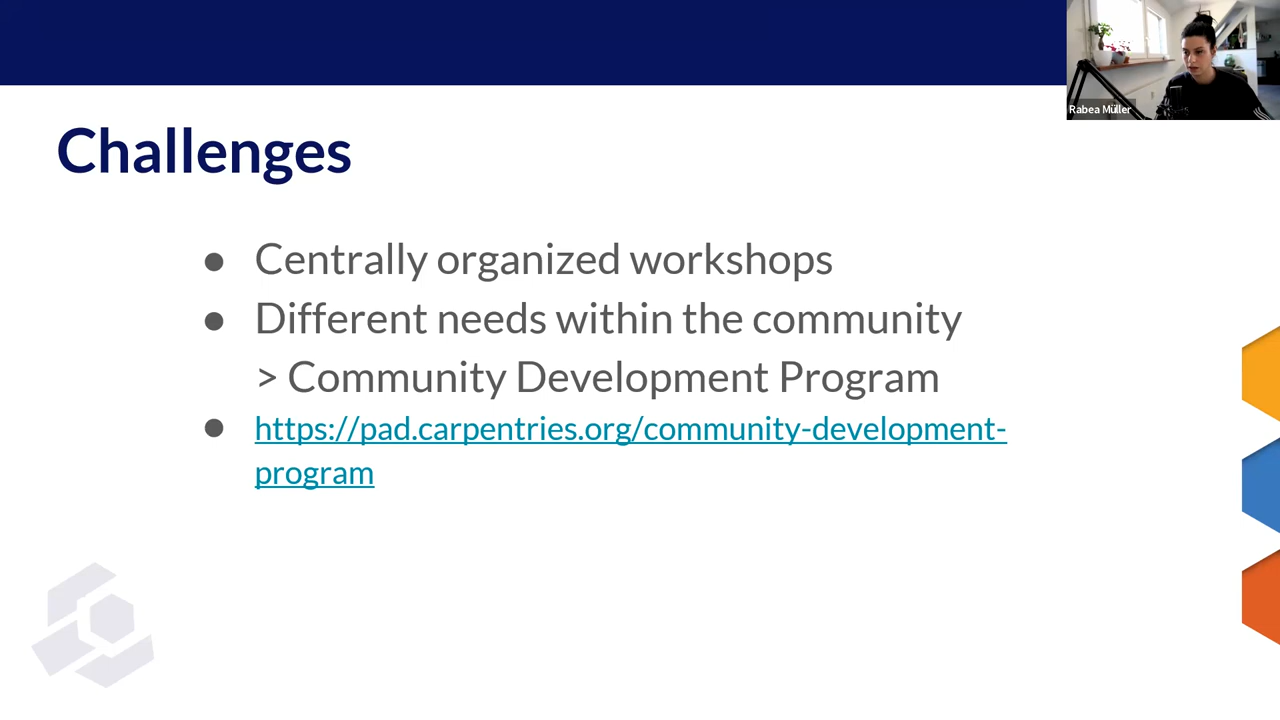 Rabea Müller
Challenges
● Centrally organized workshops
● Different needs within the community
> Community Development Program
● https://pad.carpentries.org/community-development-
program